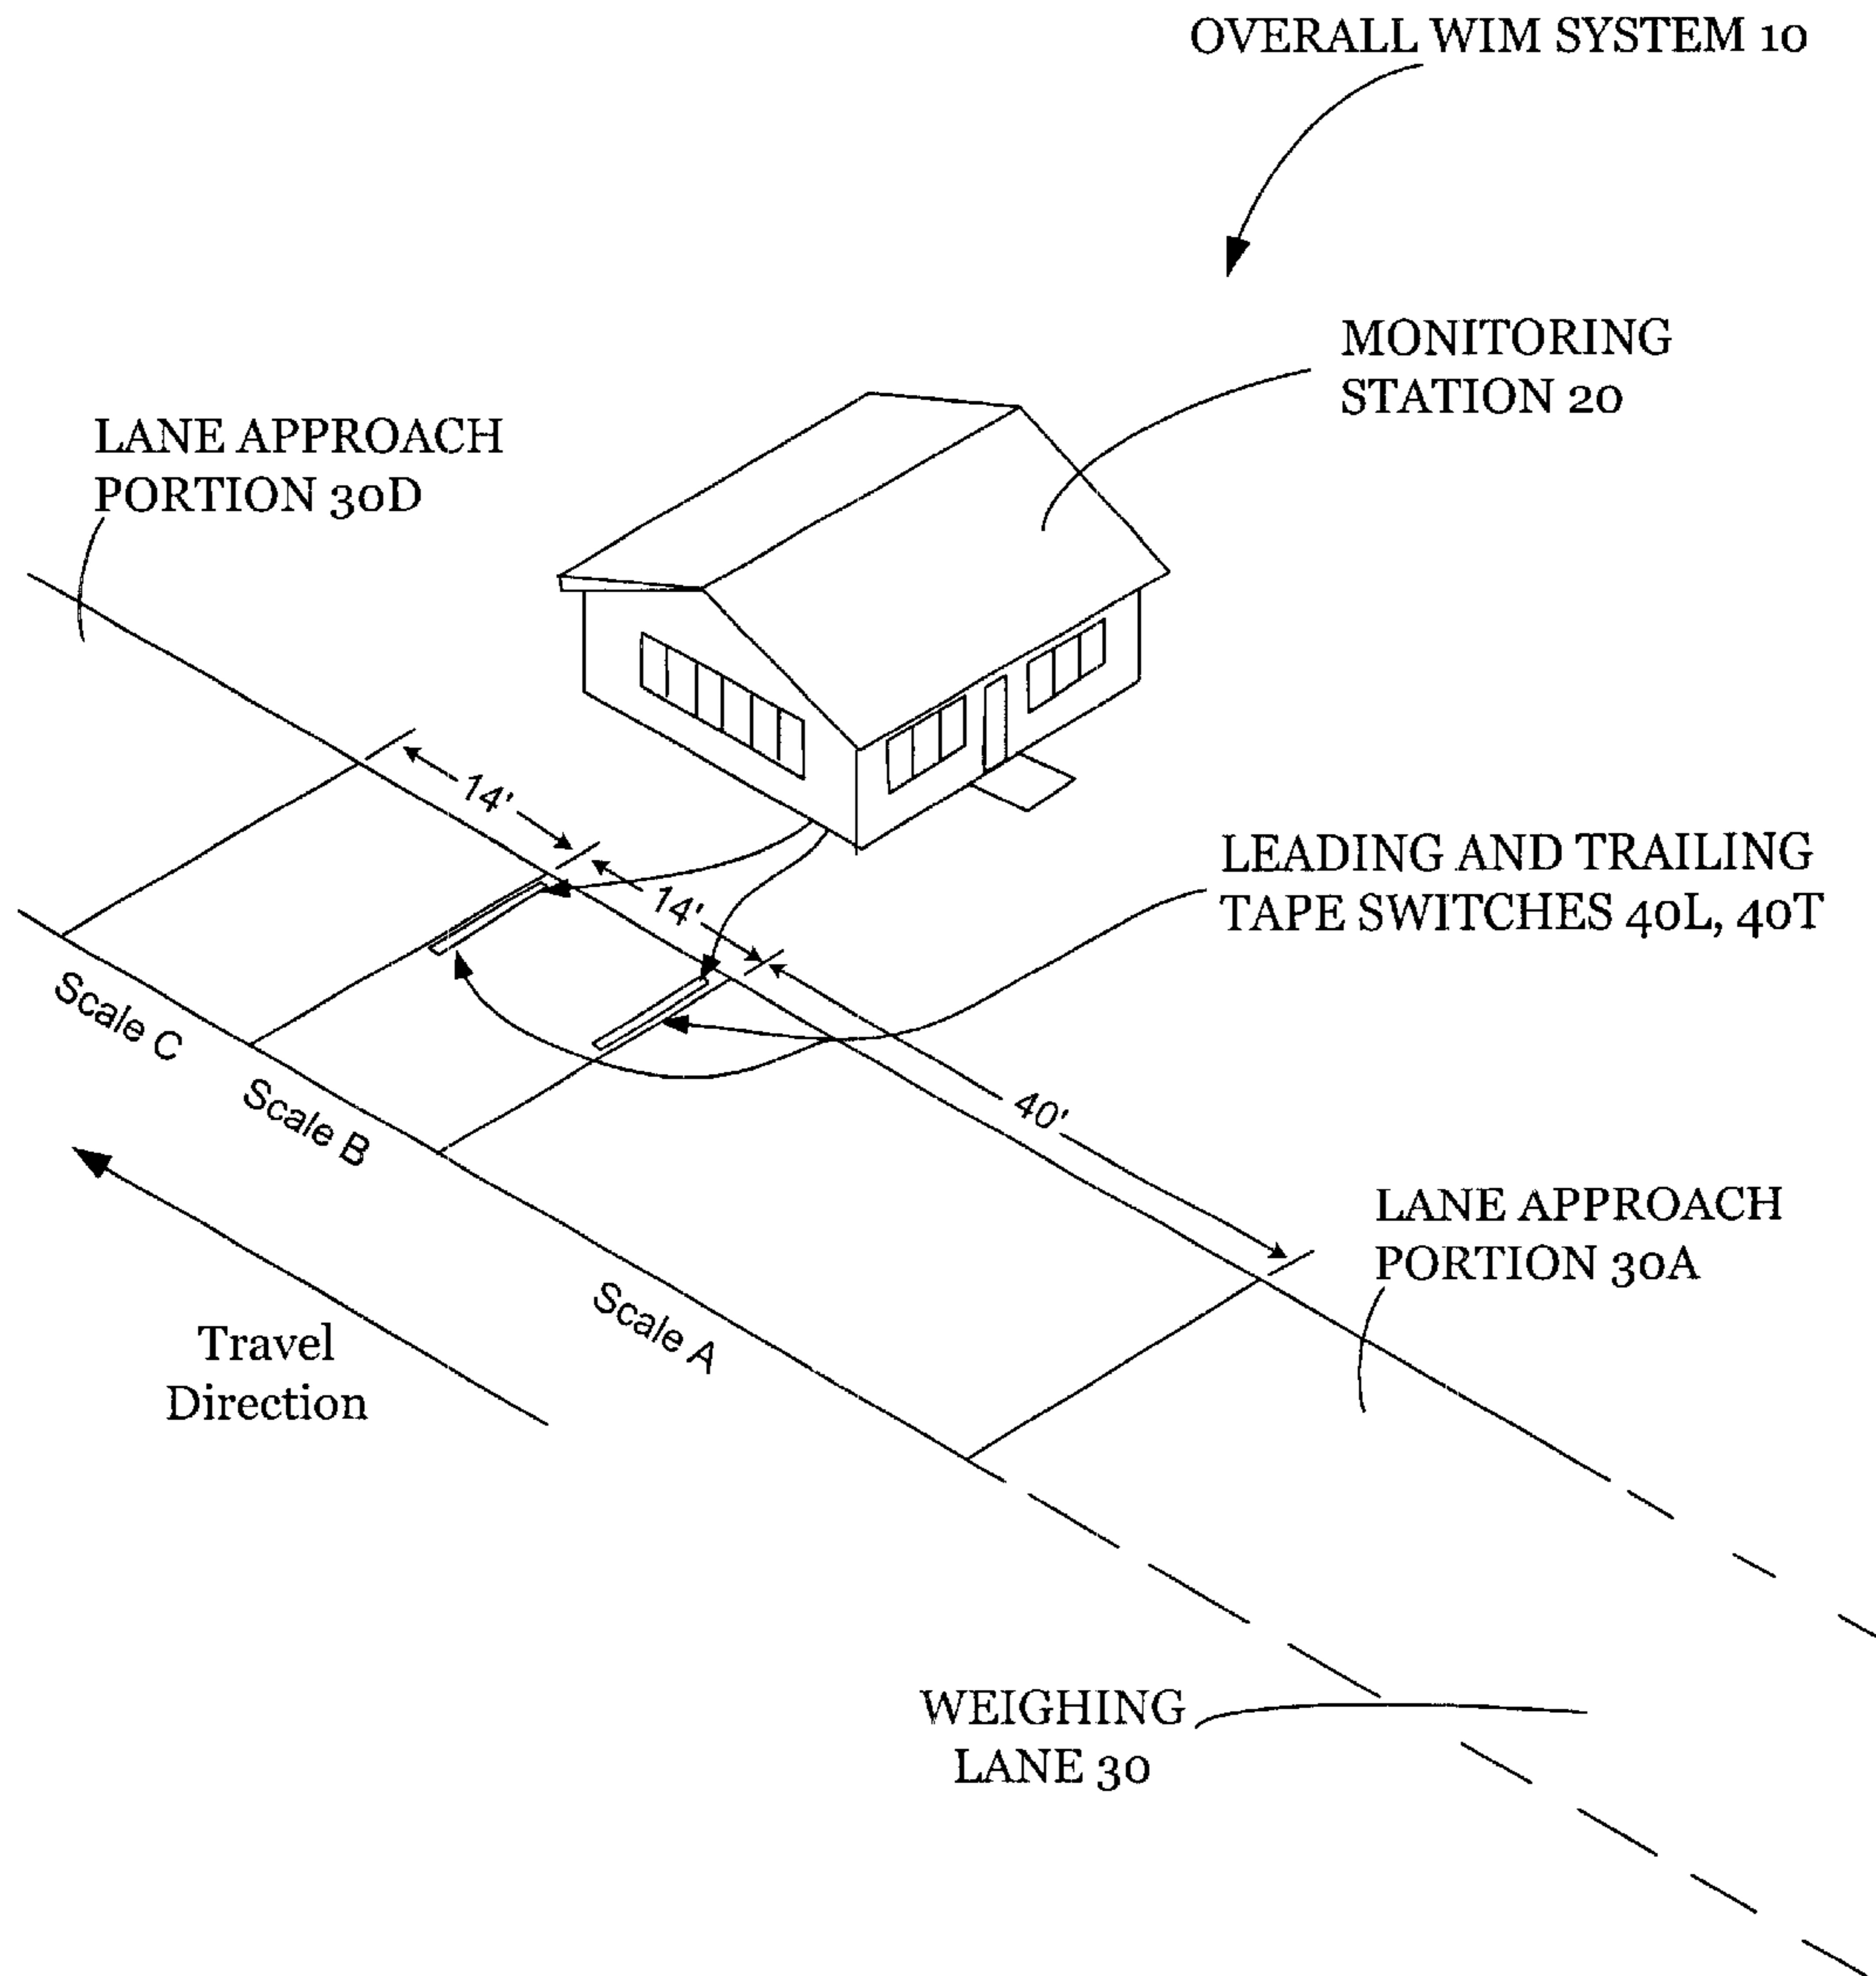 OVERALL WIM SYSTEM 10
MONITORING
STATION 20
LANE APPROACH
PORTION 30D
14'
14'
LEADING AND TRAILING
TAPE SWITCHES 40L, 40T
Scale C
Scale B
40'
LANE APPROACH
PORTION 30A
Scale A
Travel
Direction
WEIGHING
LANE 30